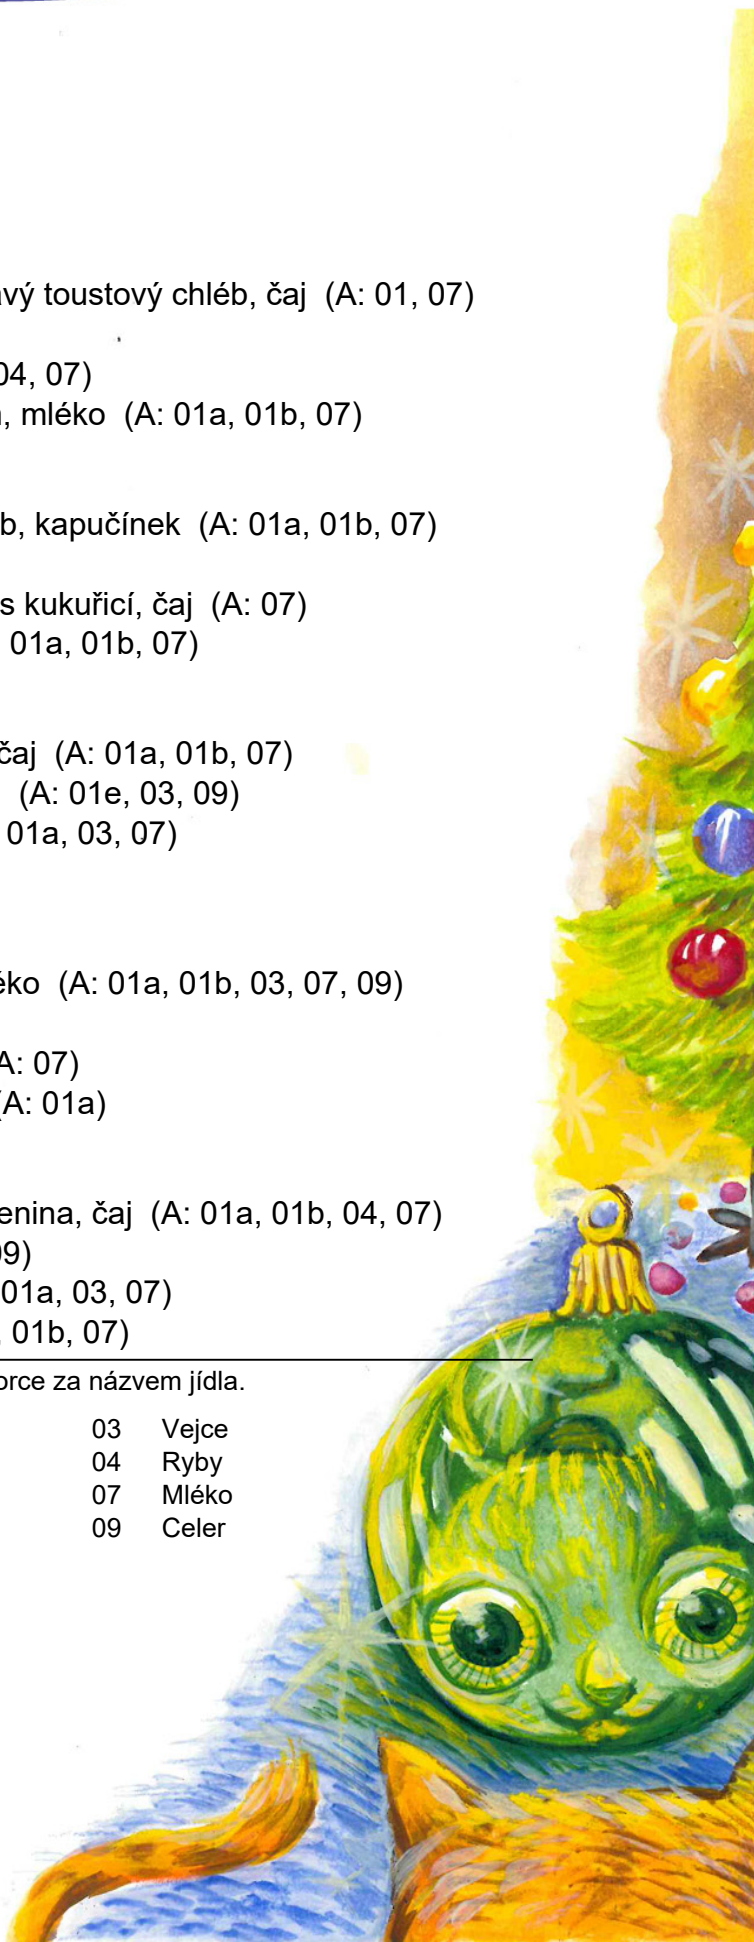 avý toustový chléb, čaj (A: 01, 07)
04, 07)
, mléko (A: 01a, 01b, 07)
b, kapučínek (A: 01a, 01b, 07)
s kukuřicí, čaj (A: 07)
01a, 01b, 07)
čaj (A: 01a, 01b, 07)
(A: 01e, 03, 09)
01a, 03, 07)
éko (A: 01a, 01b, 03, 07, 09)
A: 07)
(A: 01a)
enina, čaj (A: 01a, 01b, 04, 07)
09)
01a, 03, 07)
, 01b, 07)
orce za názvem jídla.
03 Vejce
04 Ryby
07 Mléko
09 Celer